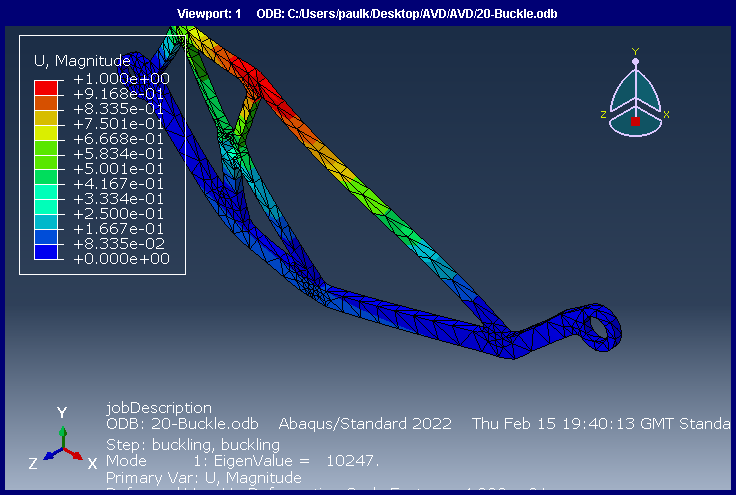 Viewport: 1 ODB: C:/Users/paulk/Desktop/AVD/AVD/20-Buckle.odb
U, Magnitude
+1.000e+00
+9.168e-01
+8.335e-01
+7.501e-01
+6.668e-01
+5.834e-01
+5.001e-01
+4.167e-01
+3.334e-01
+2.500e-01
+1.667e-01
+8.335e-02
+0.000e+00
Y
Z
X
Y
Z
X
jobDescription
ODB: 20-Buckle.odb Abaqus/Standard 2022 Thu Feb 15 19:40:13 GMT Standa
Step: buckling, buckling
Mode 1: EigenValue = 10247.
Primary Var: U, Magnitude